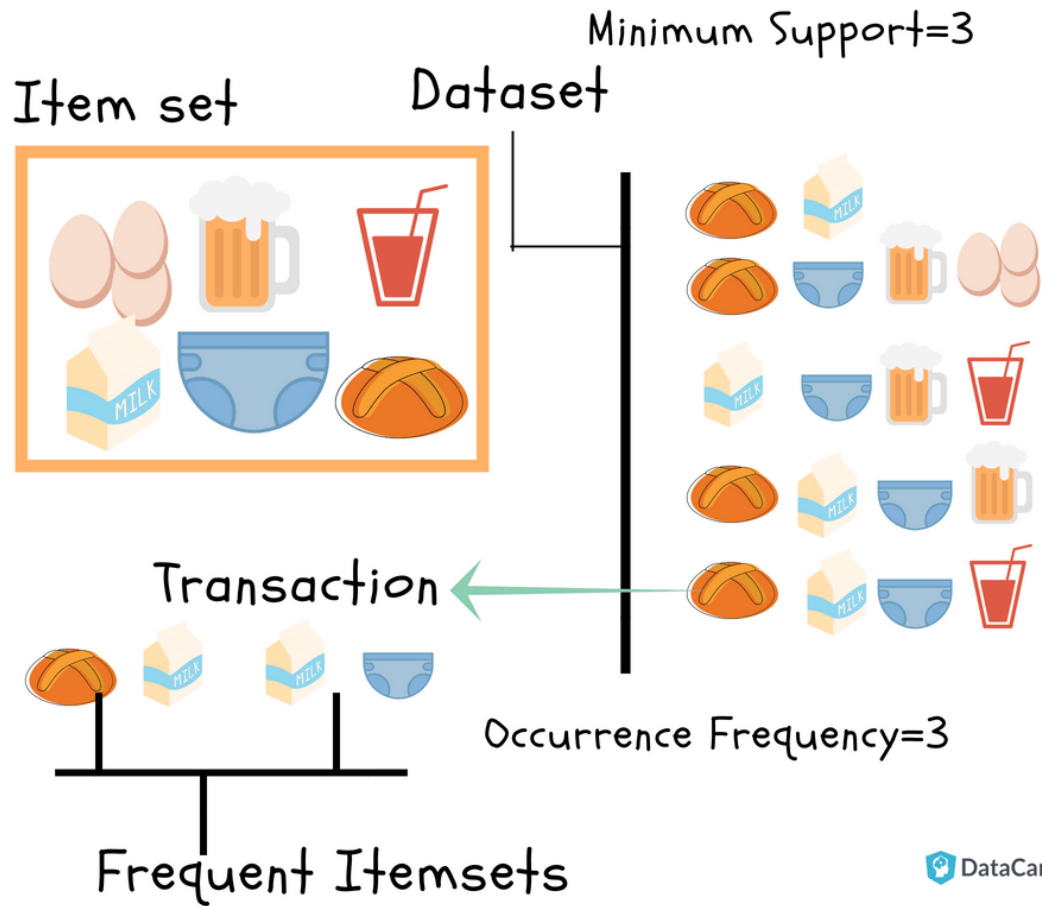 Minimum Support=3
Item set
Dataset
MILK
MILK
MILK
MILK
MILK
Transaction
MILK
MILK
Occurrence Frequency=3
Frequent Itemsets
DataCam